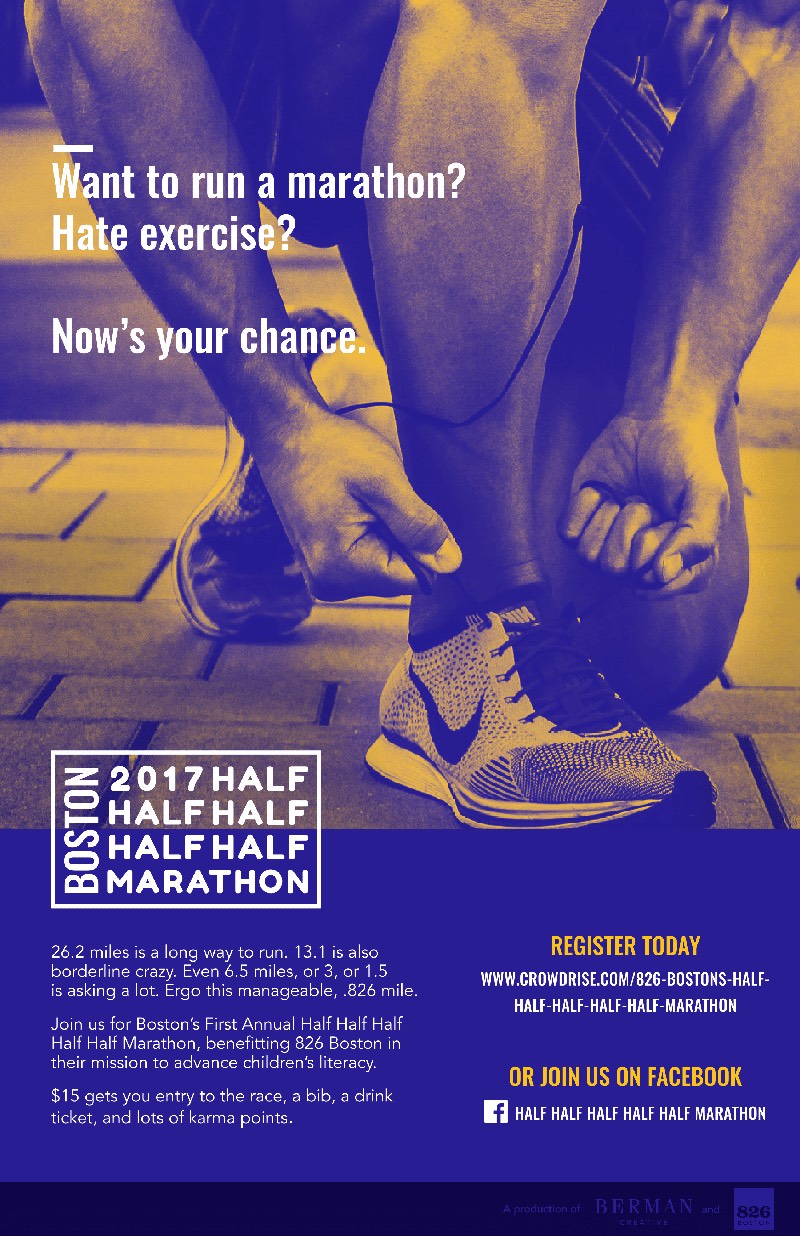 Want to run a marathon?
Hate exercise?
Now's your chance.
BOSTON
2017 HALF
HALF HALF
HALF HALF
MARATHON
26.2 miles is a long way to run. 13.1 is also
borderline crazy. Even 6.5 miles, or 3, or 1.5
is asking a lot. Ergo this manageable, .826 mile.
Join us for Boston's First Annual Half Half Half
Half Half Marathon, benefitting 826 Boston in
their mission to advance children's literacy.
$15 gets you entry to the race, a bib, a drink
ticket, and lots of karma points.
REGISTER TODAY
WWW.CROWDRISE.COM/826-BOSTONS-HALF-
HALF-HALF-HALF-HALF-MARATHON
OR JOIN US ON FACEBOOK
f HALF HALF HALF HALF HALF MARATHON
A production of BERMAN CREATIVE and 826 BOSTON